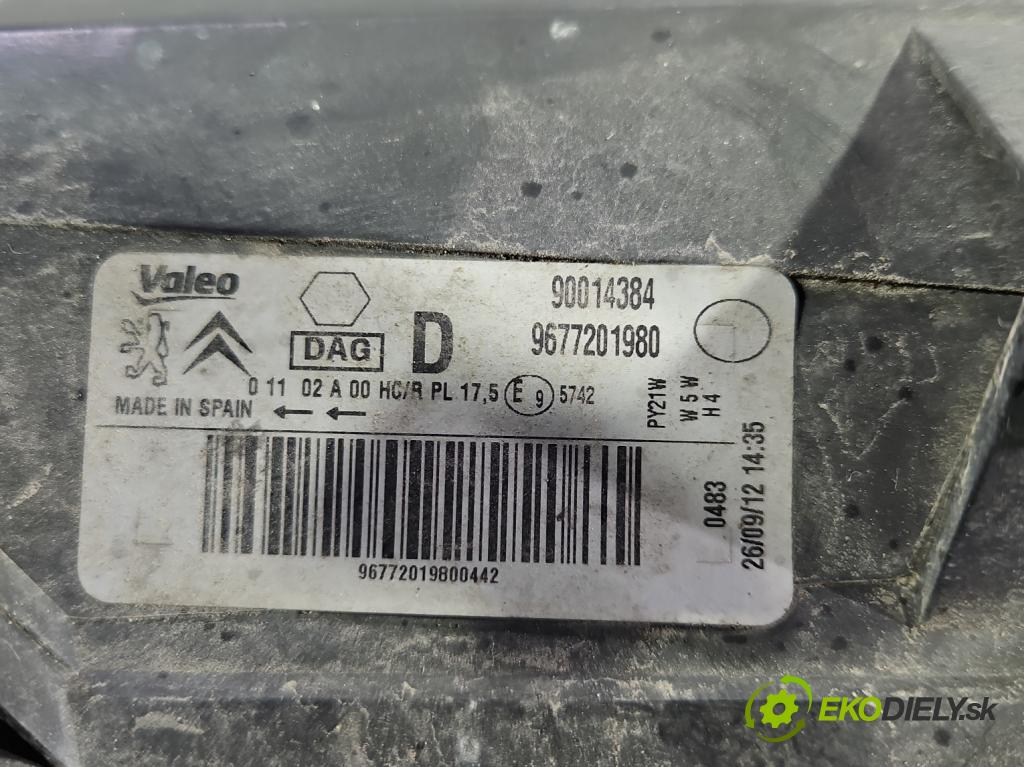 Valeo
90014384
DAG
D
9677201980
0 11 02 A 00 HC/R PL 17,5 E 9 5742
MADE IN SPAIN
PY21W
W 5 W
H 4
0483
26/09/12 14:35
96772019800442
EKODIELY.sk